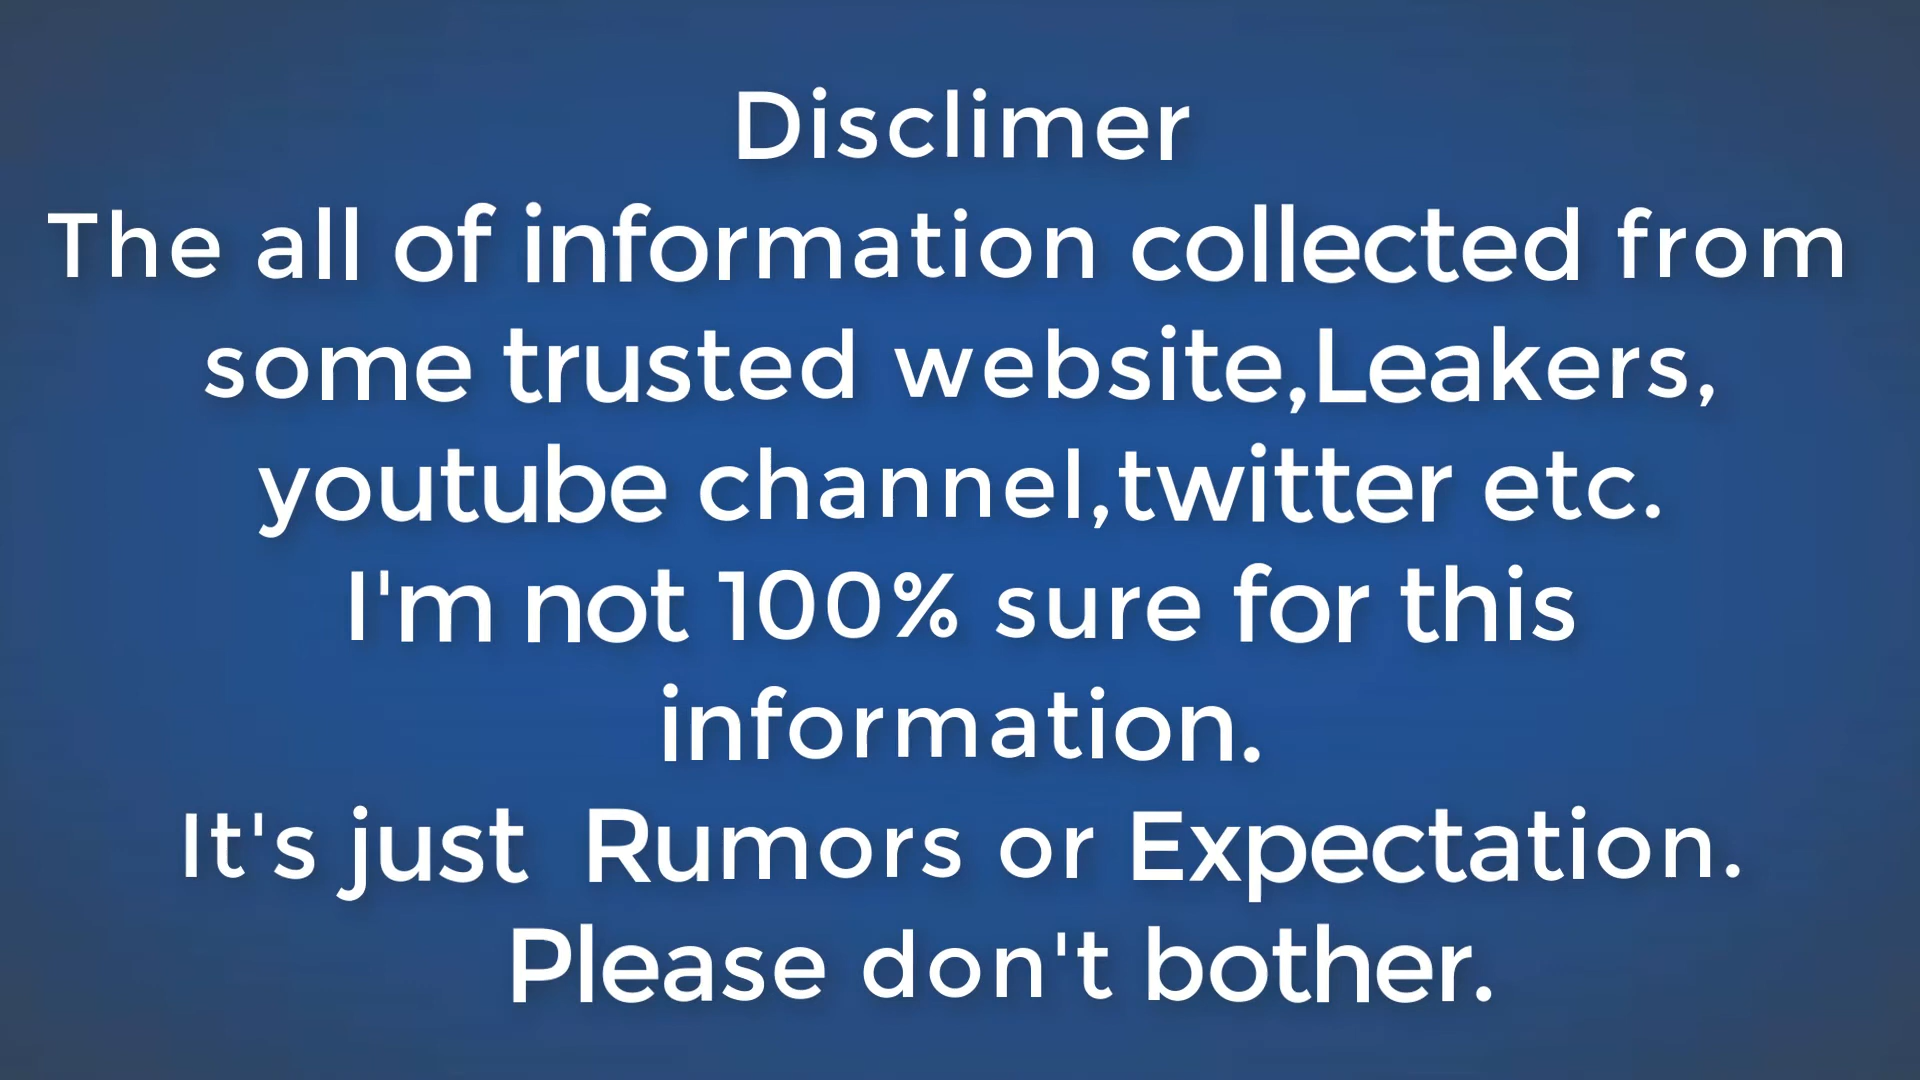 Disclimer
The all of information collected from
some trusted website,Leakers,
youtube channel,twitter etc.
I'm not 100% sure for this
information.
It's just  Rumors or Expectation.
Please don't bother.